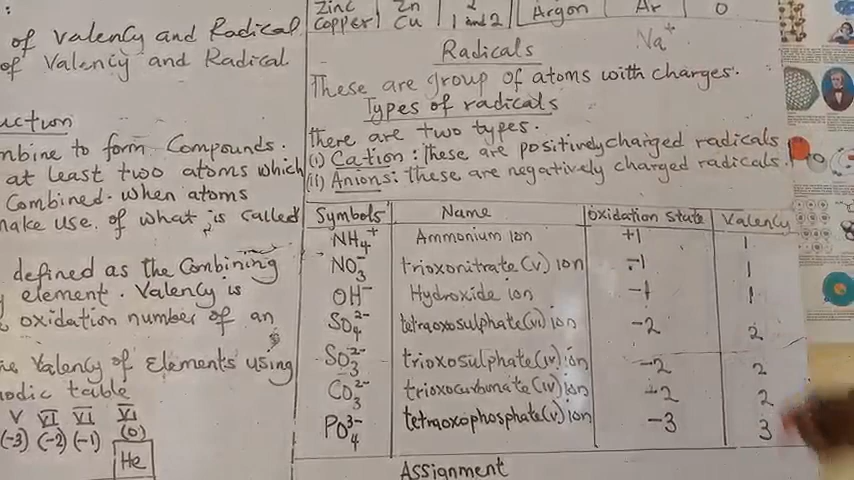 of Valency and Radical
of Valency and Radical.
uction
mbine to form Compounds.
at least two atoms which
Combined. when atoms
make use of what is called
defined as the Combining
element. Valency is
oxidation number of an
Valency of Elements using
odic table
V VI VI VI
(-3) (-2) (-1) (0)
He
Zinc Zn 2
Copper Cu 1 and 2
Argon Ar 0
Radicals
Na+
These are group of atoms with charges.
Types of radicals
there are two types.
(i) Cation: These are positively charged radicals
(ii) Anions: these are negatively charged radicals.
Symbols Name oxidation state Valency
NH₄⁺ Ammonium ion +1 1
NO₃⁻ trioxonitrate(v) ion -1 1
OH⁻ Hydroxide ion -1 1
SO₄²⁻ tetraoxosulphate(vi) ion -2 2
SO₃²⁻ trioxosulphate(iv) ion -2 2
CO₃²⁻ trioxocarbonate(iv) ion -2 2
PO₄³⁻ tetraoxophosphate(v) ion -3 3
Assignment